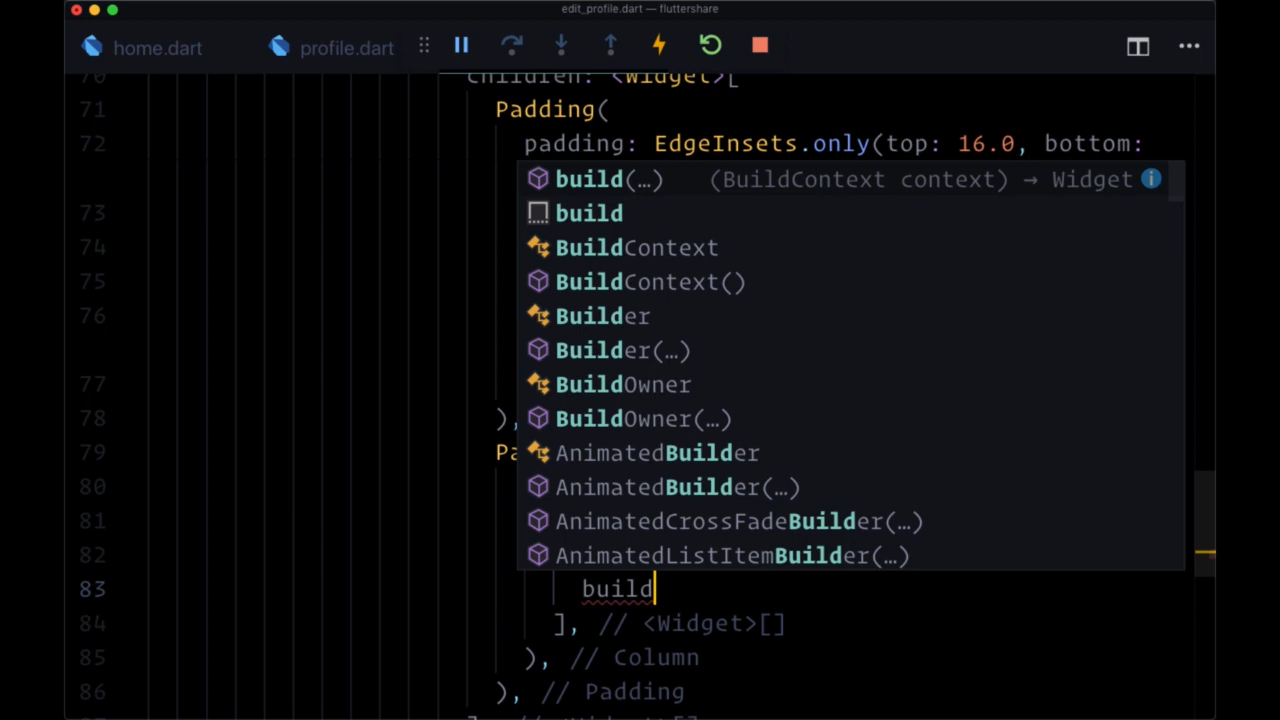 edit_profile.dart — fluttershare
home.dart profile.dart
70 children: <Widget>[
71 Padding(
72 padding: EdgeInsets.only(top: 16.0, bottom:
build(…) (BuildContext context) → Widget
73 build
74 BuildContext
75 BuildContext()
76 Builder
Builder(…)
77 BuildOwner
78 ), BuildOwner(…)
79 Pa AnimatedBuilder
80 AnimatedBuilder(…)
81 AnimatedCrossFadeBuilder(…)
82 AnimatedListItemBuilder(…)
83 build
84 ], // <Widget>[]
85 ), // Column
86 ), // Padding